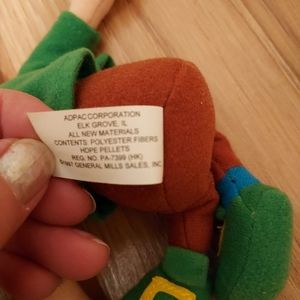 ADPAC CORPORATION
ELK GROVE, IL
ALL NEW MATERIALS
CONTENTS: POLYESTER FIBERS
HDPE PELLETS
REG. NO. PA-7399 (HK)
©1997 GENERAL MILLS SALES, INC.